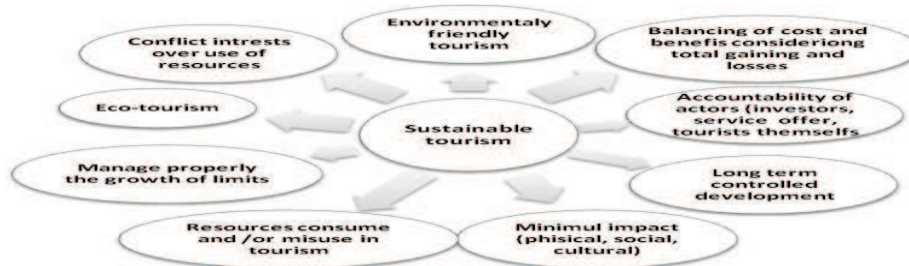 Environmentaly
friendly
tourism
Conflict intrests
over use of
resources
Balancing of cost and
benefis consideriong
total gaining and
losses
Eco-tourism
Sustainable
tourism
Accountability of
actors (investors,
service offer,
tourists themselfs
Manage properly
the growth of limits
Long term
controlled
development
Resources consume
and /or misuse in
tourism
Minimul impact
(phisical, social,
cultural)